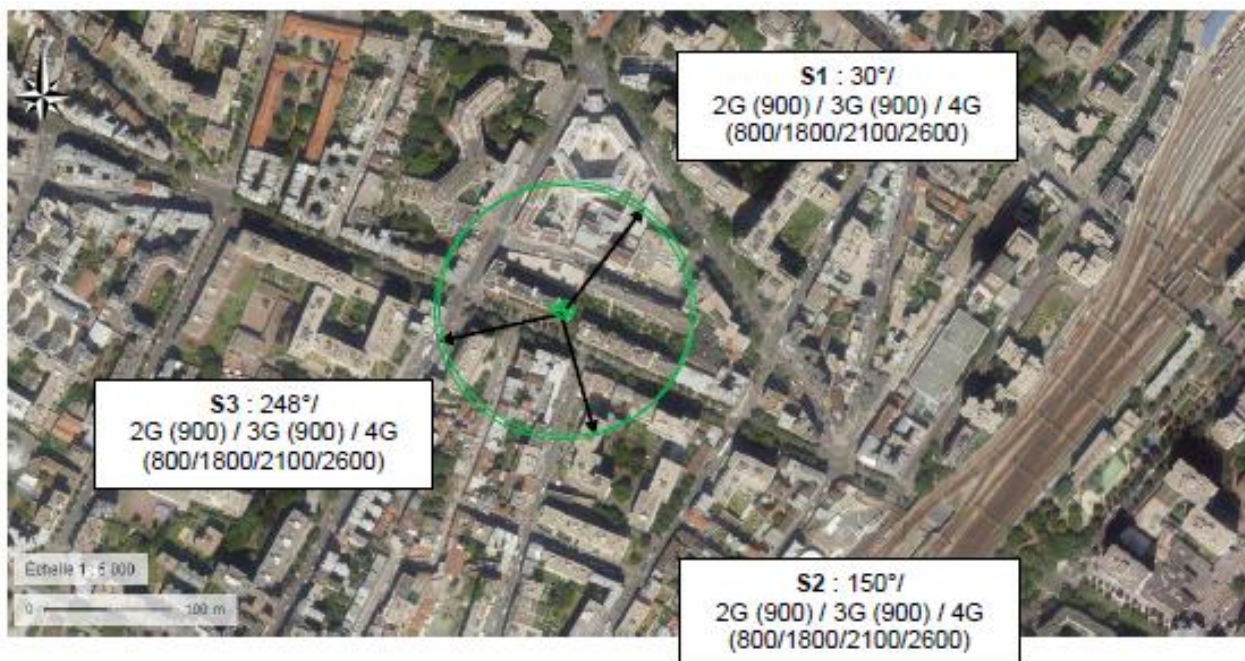 S1 : 30°/
2G (900) / 3G (900) / 4G
(800/1800/2100/2600)
S3 : 248°/
2G (900) / 3G (900) / 4G
(800/1800/2100/2600)
Échelle 1 : 5 000
0 100 m
S2 : 150°/
2G (900) / 3G (900) / 4G
(800/1800/2100/2600)